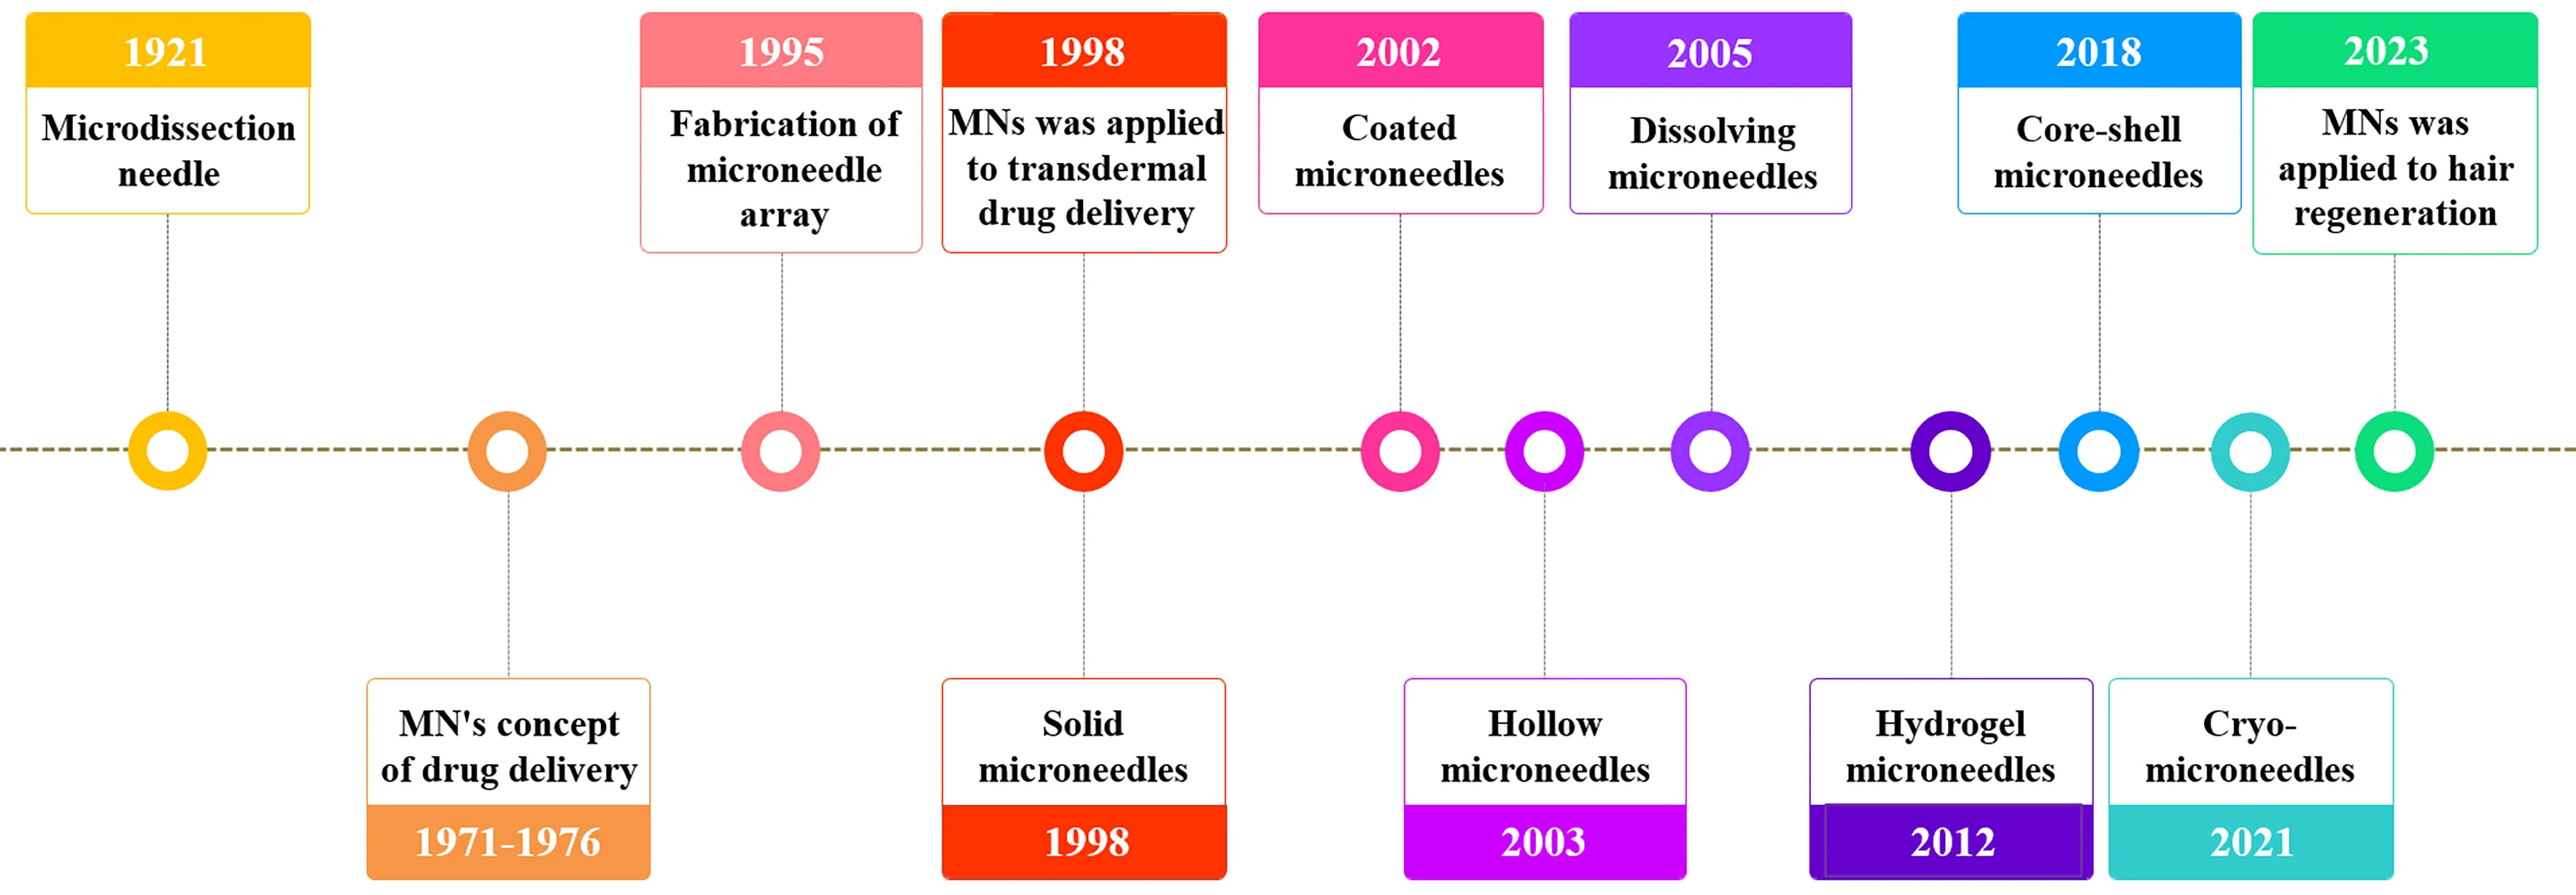 1921
Microdissection
needle
1995
Fabrication of
microneedle
array
1998
MNs was applied
to transdermal
drug delivery
2002
Coated
microneedles
2005
Dissolving
microneedles
2018
Core-shell
microneedles
2023
MNs was
applied to hair
regeneration
MN's concept
of drug delivery
1971-1976
Solid
microneedles
1998
Hollow
microneedles
2003
Hydrogel
microneedles
2012
Cryo-
microneedles
2021